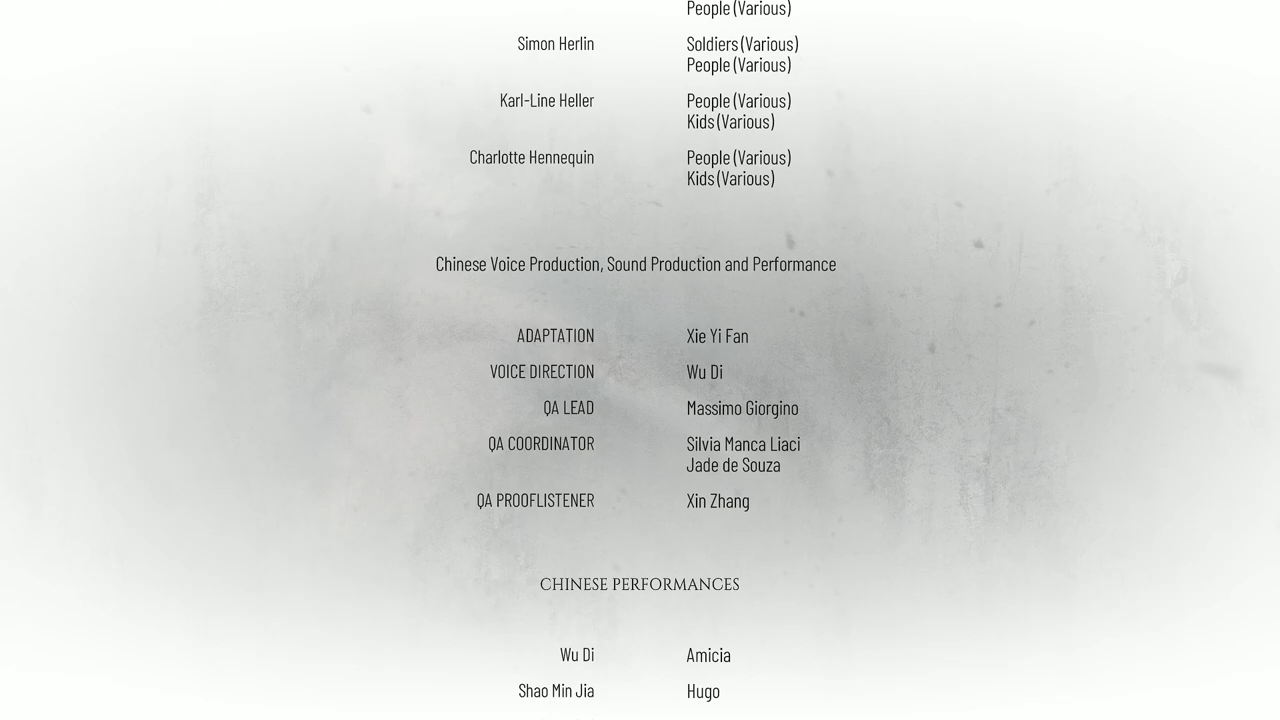 People (Various)
Simon Herlin Soldiers (Various)
People (Various)
Karl-Line Heller People (Various)
Kids (Various)
Charlotte Hennequin People (Various)
Kids (Various)
Chinese Voice Production, Sound Production and Performance
ADAPTATION Xie Yi Fan
VOICE DIRECTION Wu Di
QA LEAD Massimo Giorgino
QA COORDINATOR Silvia Manca Liaci
Jade de Souza
QA PROOFLISTENER Xin Zhang
CHINESE PERFORMANCES
Wu Di Amicia
Shao Min Jia Hugo